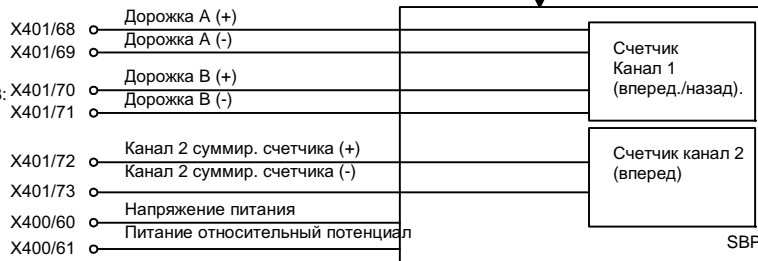 X401/68 Дорожка A (+)
X401/69 Дорожка A (-)
X401/70 Дорожка B (+)
X401/71 Дорожка B (-)
X401/72 Канал 2 суммир. счетчика (+)
X401/73 Канал 2 суммир. счетчика (-)
X400/60 Напряжение питания
X400/61 Питание относительный потенциал
Счетчик
Канал 1
(вперед./назад).
Счетчик канал 2
(вперед)
SBP